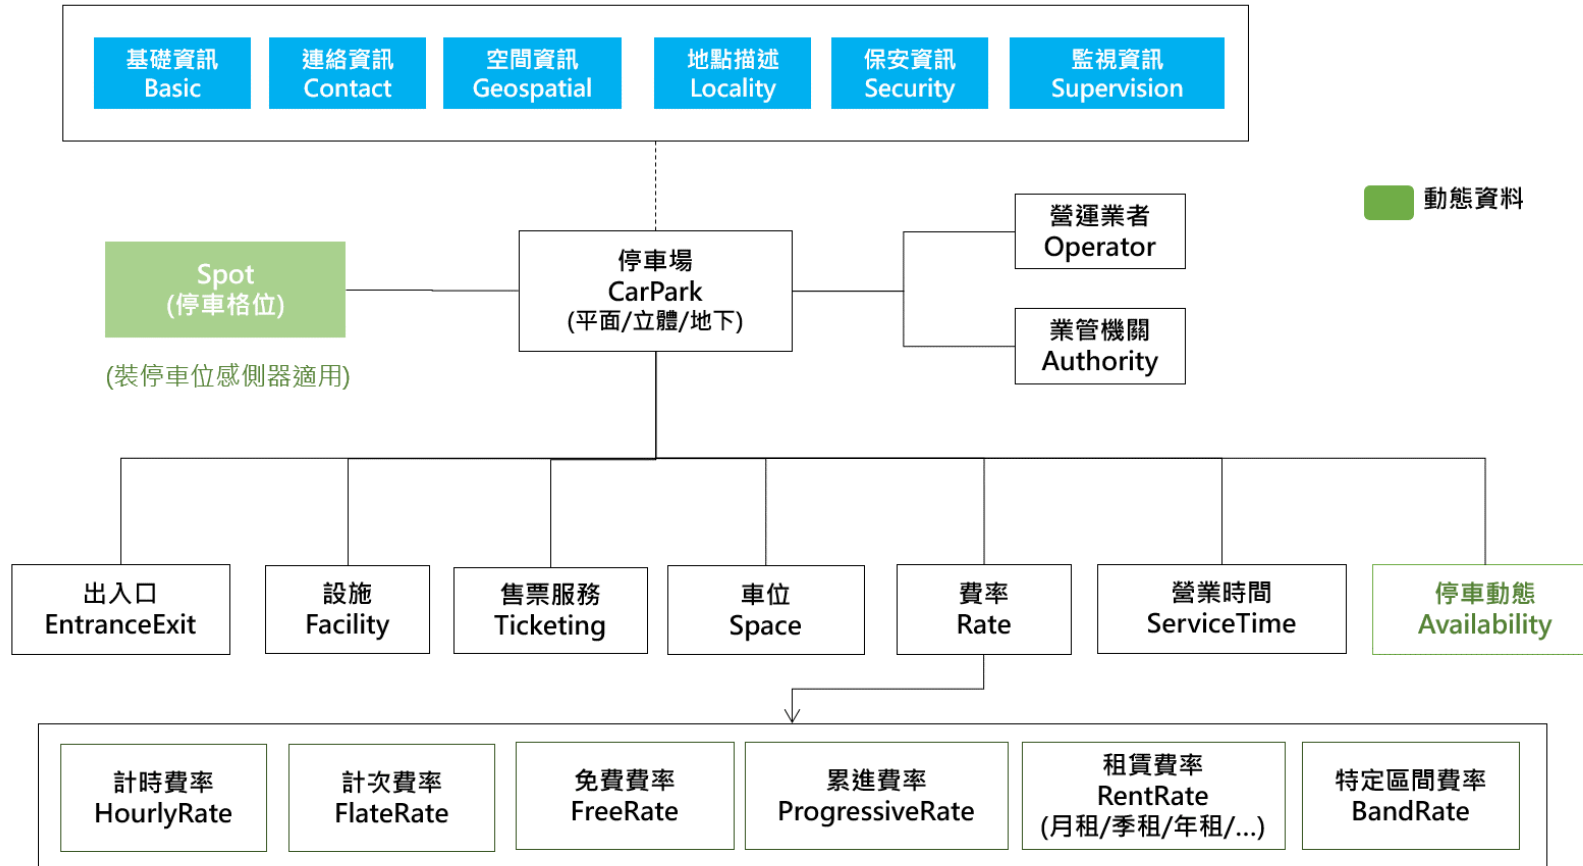 基礎資訊
Basic
連絡資訊
Contact
空間資訊
Geospatial
地點描述
Locality
保安資訊
Security
監視資訊
Supervision
動態資料
營運業者
Operator
Spot
(停車格位)
停車場
CarPark
(平面/立體/地下)
業管機關
Authority
(裝停車位感側器適用)
出入口
EntranceExit
設施
Facility
售票服務
Ticketing
車位
Space
費率
Rate
營業時間
ServiceTime
停車動態
Availability
計時費率
HourlyRate
計次費率
FlateRate
免費費率
FreeRate
累進費率
ProgressiveRate
租賃費率
RentRate
(月租/季租/年租/...)
特定區間費率
BandRate